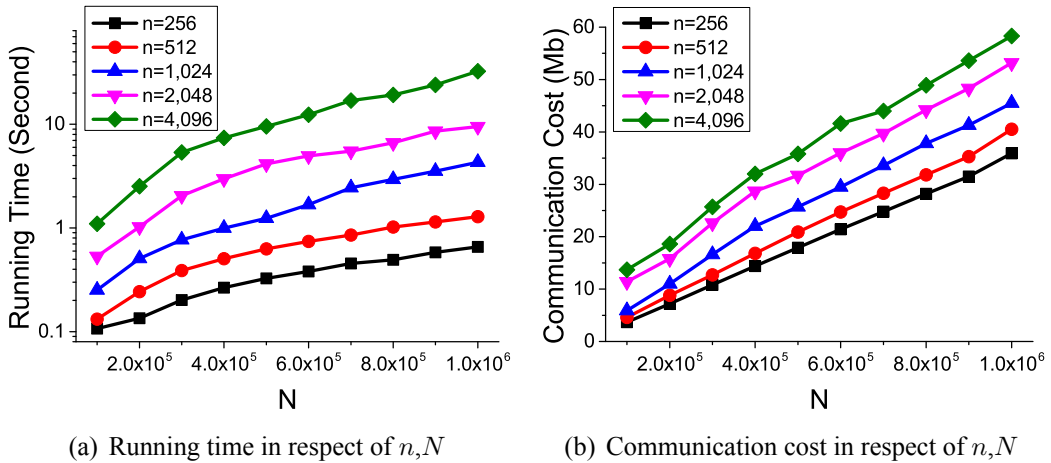 n=256
n=512
n=1,024
n=2,048
n=4,096
10
1
0.1
Running Time (Second)
2.0x10⁵ 4.0x10⁵ 6.0x10⁵ 8.0x10⁵ 1.0x10⁶
N
(a) Running time in respect of n,N
n=256
n=512
n=1,024
n=2,048
n=4,096
60
50
40
30
20
10
0
Communication Cost (Mb)
2.0x10⁵ 4.0x10⁵ 6.0x10⁵ 8.0x10⁵ 1.0x10⁶
N
(b) Communication cost in respect of n,N